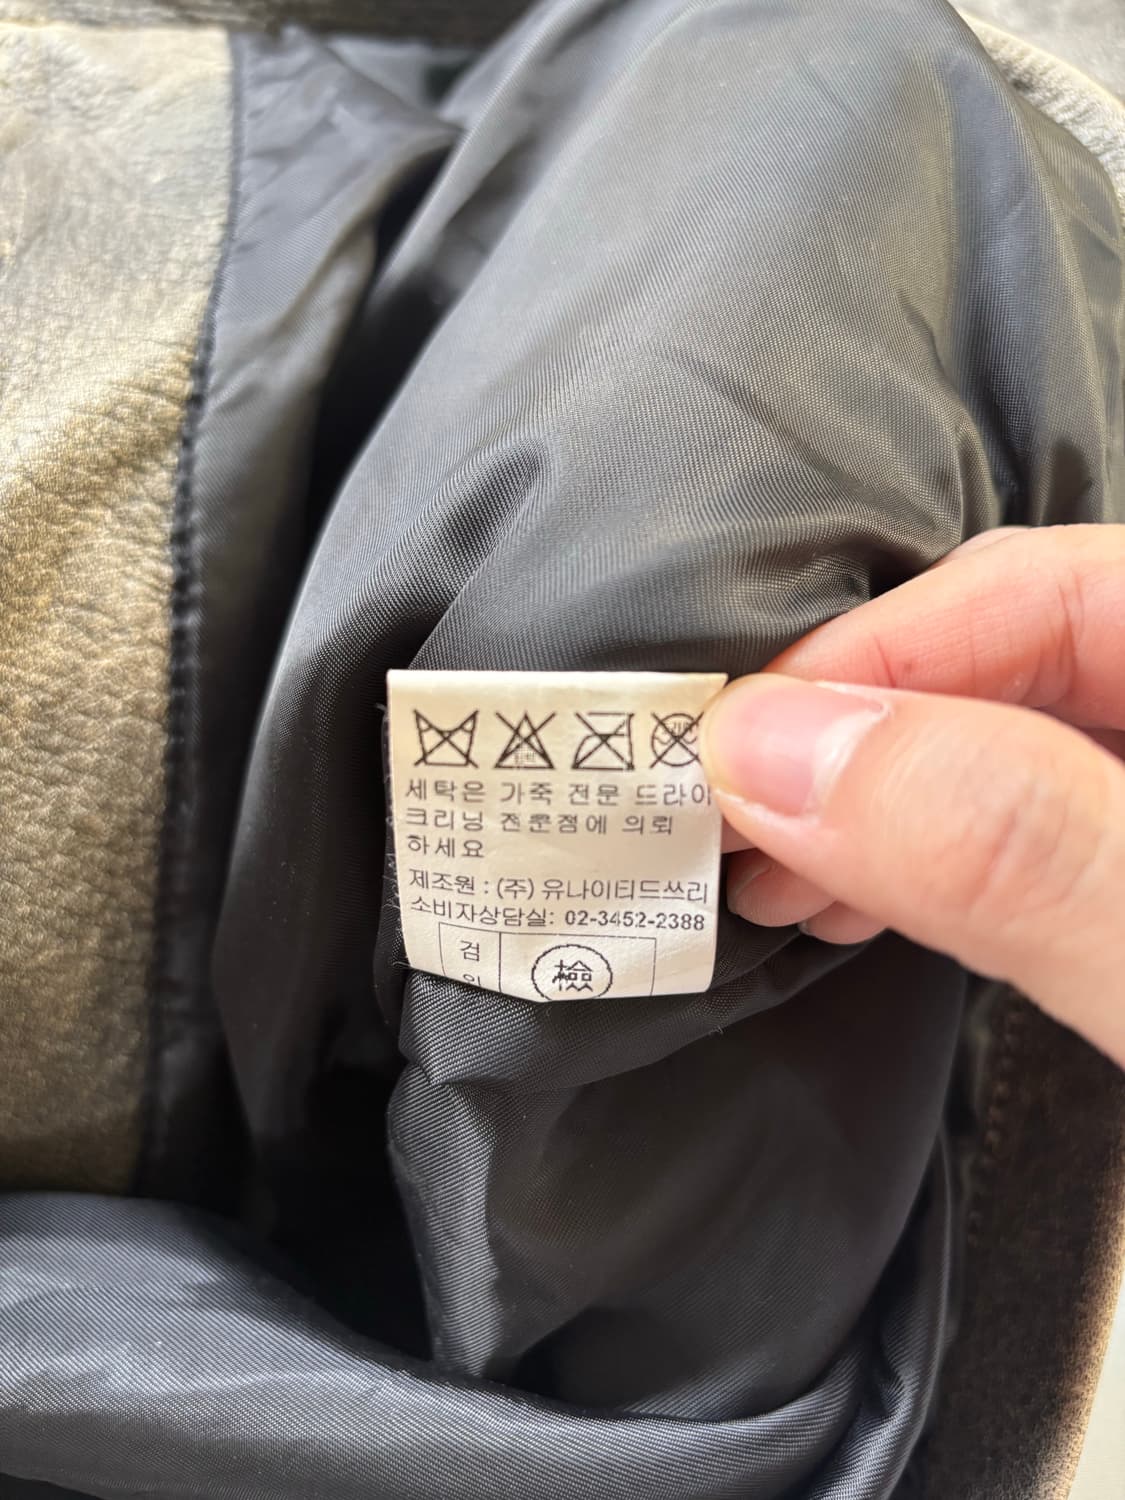 세탁은 가죽 전문 드라이
크리닝 전문점에 의뢰
하세요
제조원 : (주) 유나이티드쓰리
소비자상담실: 02-3452-2388
검
檢